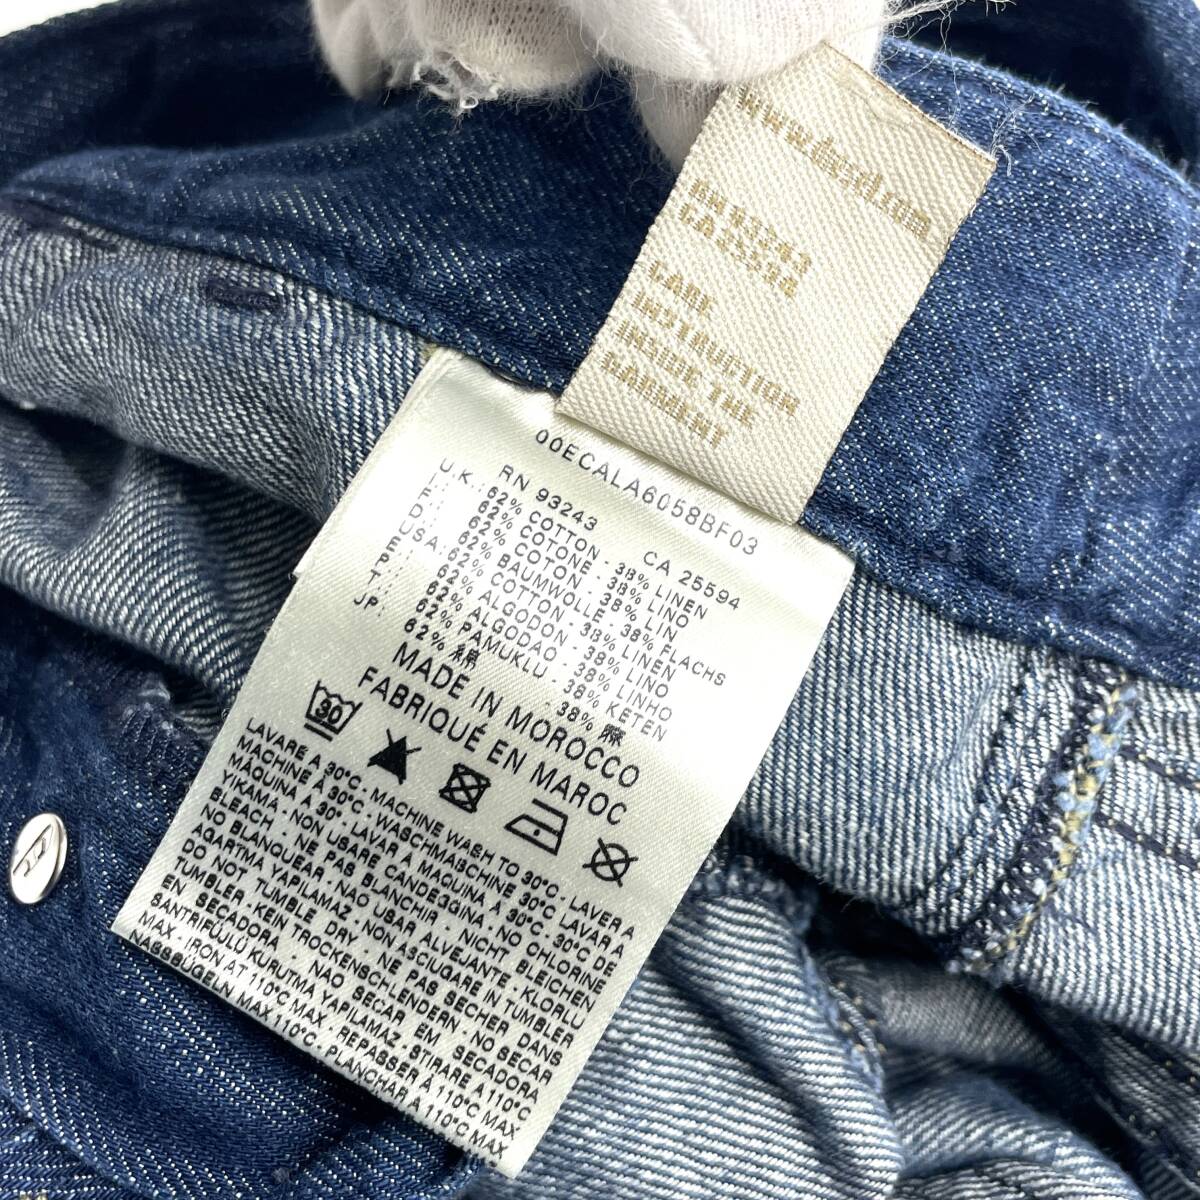 www.diesel.com
RN 93243
CA 25594
CARE
INSTRUCTION
INSIDE THE
GARMENT
00ECALA6058BF03
RN 93243 CA 25594
U.K.: 62% COTTON - 38% LINEN
I: 62% COTONE - 38% LINO
F: 62% COTON - 38% LIN
D: 62% BAUMWOLLE - 38% FLACHS
USA: 62% COTTON - 38% LINEN
E: 62% ALGODON - 38% LINO
P: 62% ALGODAO - 38% LINHO
T: 62% PAMUKLU - 38% KETEN
JP: 62% 綿 - 38% 麻
MADE IN MOROCCO
FABRIQUÉ EN MAROC
30
LAVARE A 30°C - MACHINE WASH TO 30°C - LAVER A
MACHINE À 30°C - WASCHMASCHINE 30°C LAVAR A
MÁQUINA A 30° - LAVAR A MAQUINA A 30°C - 30°C DE
YIKAMA - NON USARE CANDEGGINA - NO CHLORINE
BLEACH - NE PAS BLANCHIR - NICHT BLEICHEN
NO BLANQUEAR - NAO USAR ALVEJANTE - KLORLU
AGARTMA YAPILAMAZ - NON ASCIUGARE IN TUMBLER
DO NOT TUMBLE DRY - NE PAS SECHER DANS
TUMBLER - KEIN TROCKENSCHLENDERN - NO SECAR
EN SECADORA - NAO SECAR EM SECADORA
SANTRIFÜJLÜ KURUTMA YAPILAMAZ - STIRARE A 110°C
MAX - IRON AT 110°C MAX - REPASSER À 110°C MAX
NASSBÜGELN MAX 110°C - PLANCHAR Á 110°C MAX